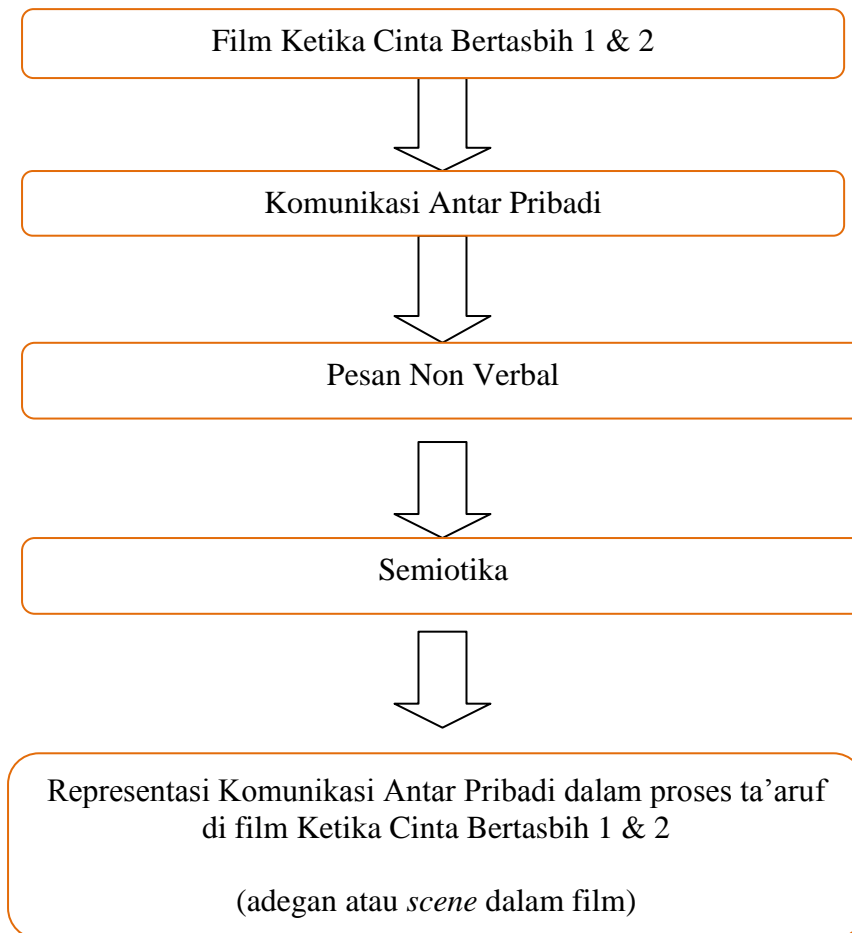 Film Ketika Cinta Bertasbih 1 & 2
Komunikasi Antar Pribadi
Pesan Non Verbal
Semiotika
Representasi Komunikasi Antar Pribadi dalam proses ta’aruf
di film Ketika Cinta Bertasbih 1 & 2
(adegan atau scene dalam film)